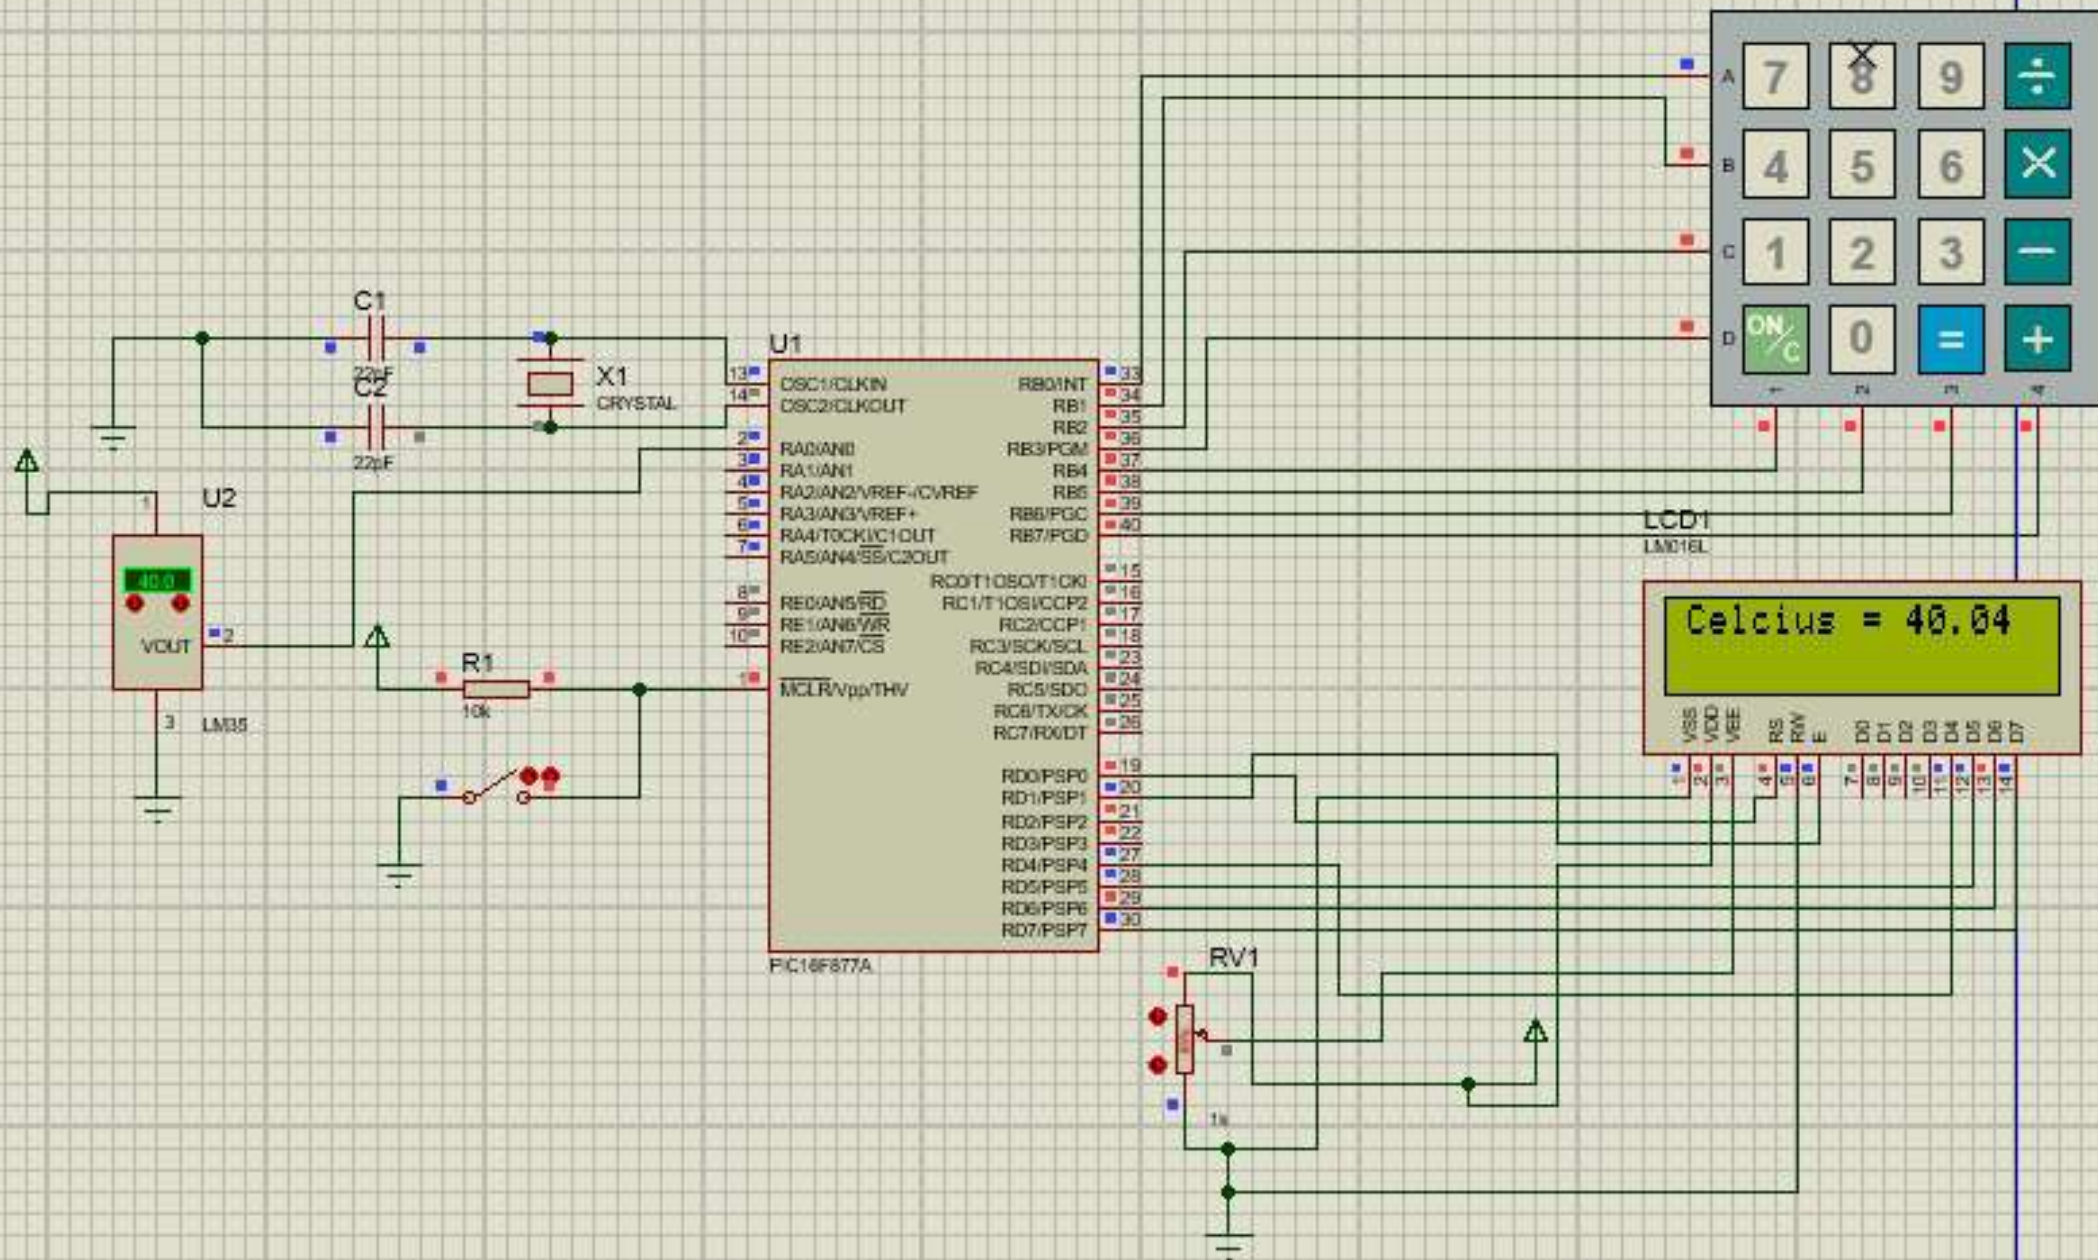 A
7
8
9
÷
B
4
5
6
×
C
1
2
3
−
D
ON/C
0
=
+
1
2
3
4
C1
22pF
C2
22pF
X1
CRYSTAL
U2
1
40.0
VOUT
2
3
LM35
R1
10k
U1
13 OSC1/CLKIN
14 OSC2/CLKOUT
2 RA0/AN0
3 RA1/AN1
4 RA2/AN2/VREF-/CVREF
5 RA3/AN3/VREF+
6 RA4/T0CKI/C1OUT
7 RA5/AN4/SS/C2OUT
8 RE0/AN5/RD
9 RE1/AN6/WR
10 RE2/AN7/CS
1 MCLR/Vpp/THV
RB0/INT 33
RB1 34
RB2 35
RB3/PGM 36
RB4 37
RB5 38
RB6/PGC 39
RB7/PGD 40
RC0/T1OSO/T1CKI 15
RC1/T1OSI/CCP2 16
RC2/CCP1 17
RC3/SCK/SCL 18
RC4/SDI/SDA 23
RC5/SDO 24
RC6/TX/CK 25
RC7/RX/DT 26
RD0/PSP0 19
RD1/PSP1 20
RD2/PSP2 21
RD3/PSP3 22
RD4/PSP4 27
RD5/PSP5 28
RD6/PSP6 29
RD7/PSP7 30
PIC16F877A
LCD1
LM016L
Celcius = 40.04
VSS VDD VEE RS RW E D0 D1 D2 D3 D4 D5 D6 D7
1 2 3 4 5 6 7 8 9 10 11 12 13 14
RV1
1k